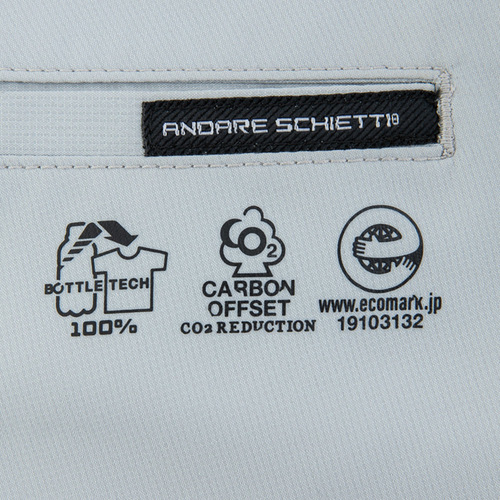 ANDARE SCHIETTI®
BOTTLE TECH
100%
CO2
CARBON
OFFSET
CO2 REDUCTION
www.ecomark.jp
19103132